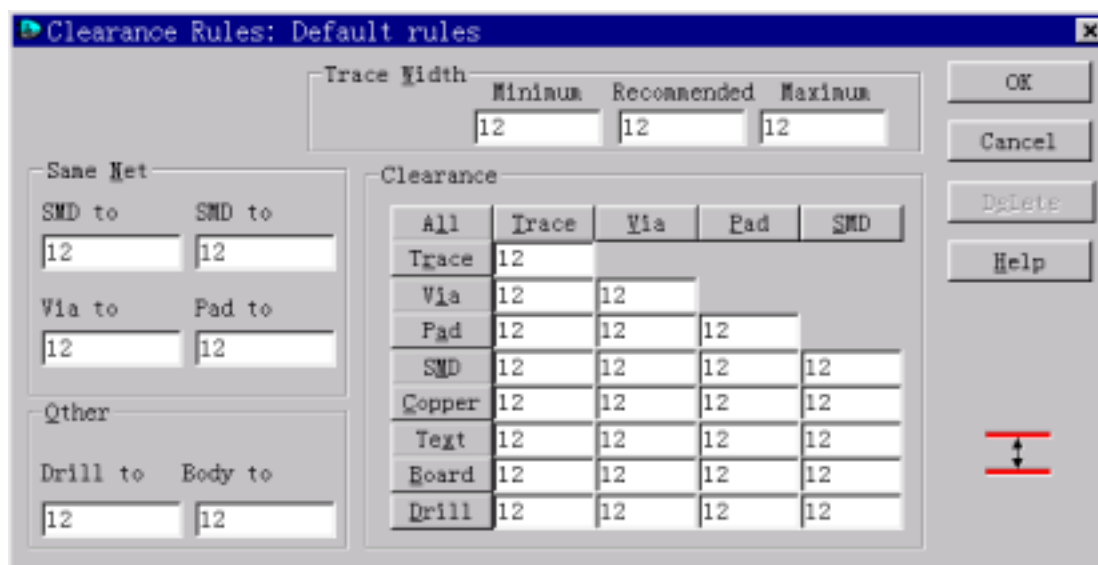 Clearance Rules: Default rules
Trace Width
Minimum Recommended Maximum
12 12 12
OK
Cancel
Delete
Help
Same Net
SMD to SMD to
12 12
Via to Pad to
12 12
Other
Drill to Body to
12 12
Clearance
All Trace Via Pad SMD
Trace 12
Via 12 12
Pad 12 12 12
SMD 12 12 12 12
Copper 12 12 12 12
Text 12 12 12 12
Board 12 12 12 12
Drill 12 12 12 12